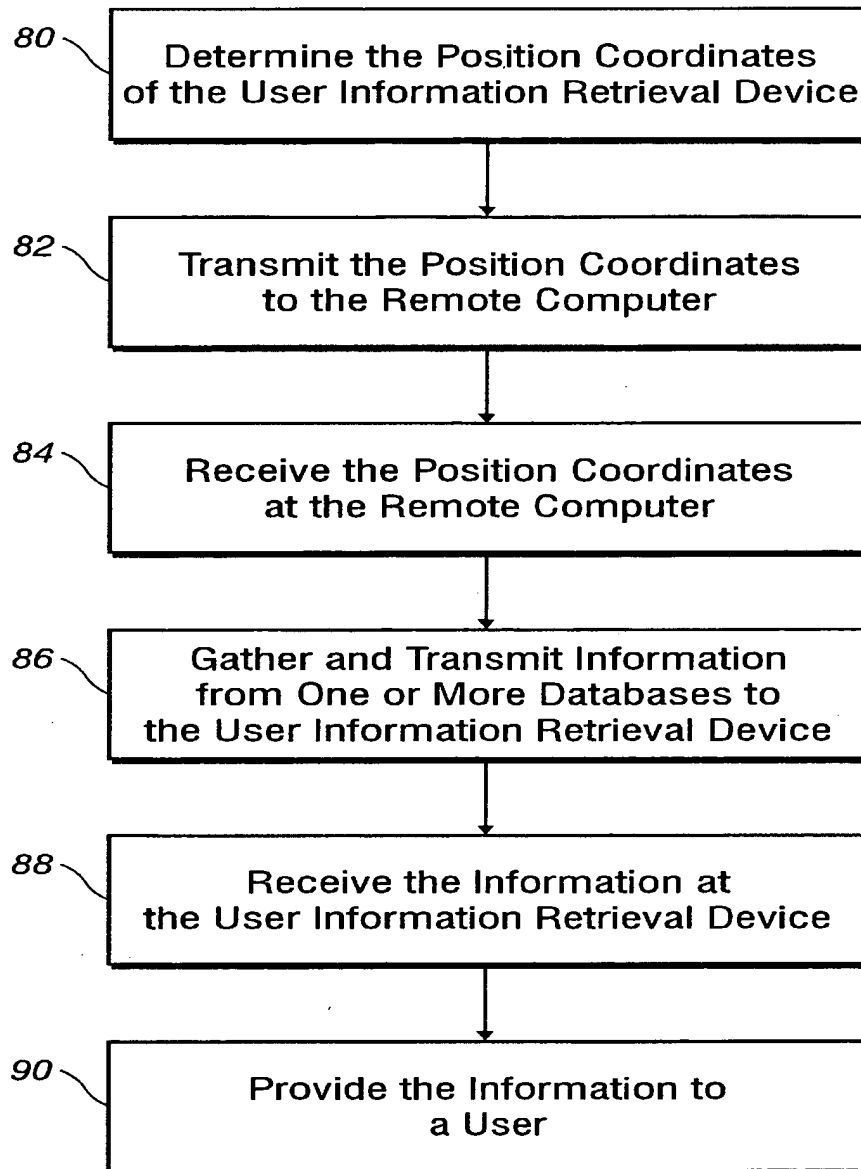 80
Determine the Position Coordinates
of the User Information Retrieval Device
82
Transmit the Position Coordinates
to the Remote Computer
84
Receive the Position Coordinates
at the Remote Computer
86
Gather and Transmit Information
from One or More Databases to
the User Information Retrieval Device
88
Receive the Information at
the User Information Retrieval Device
90
Provide the Information to
a User